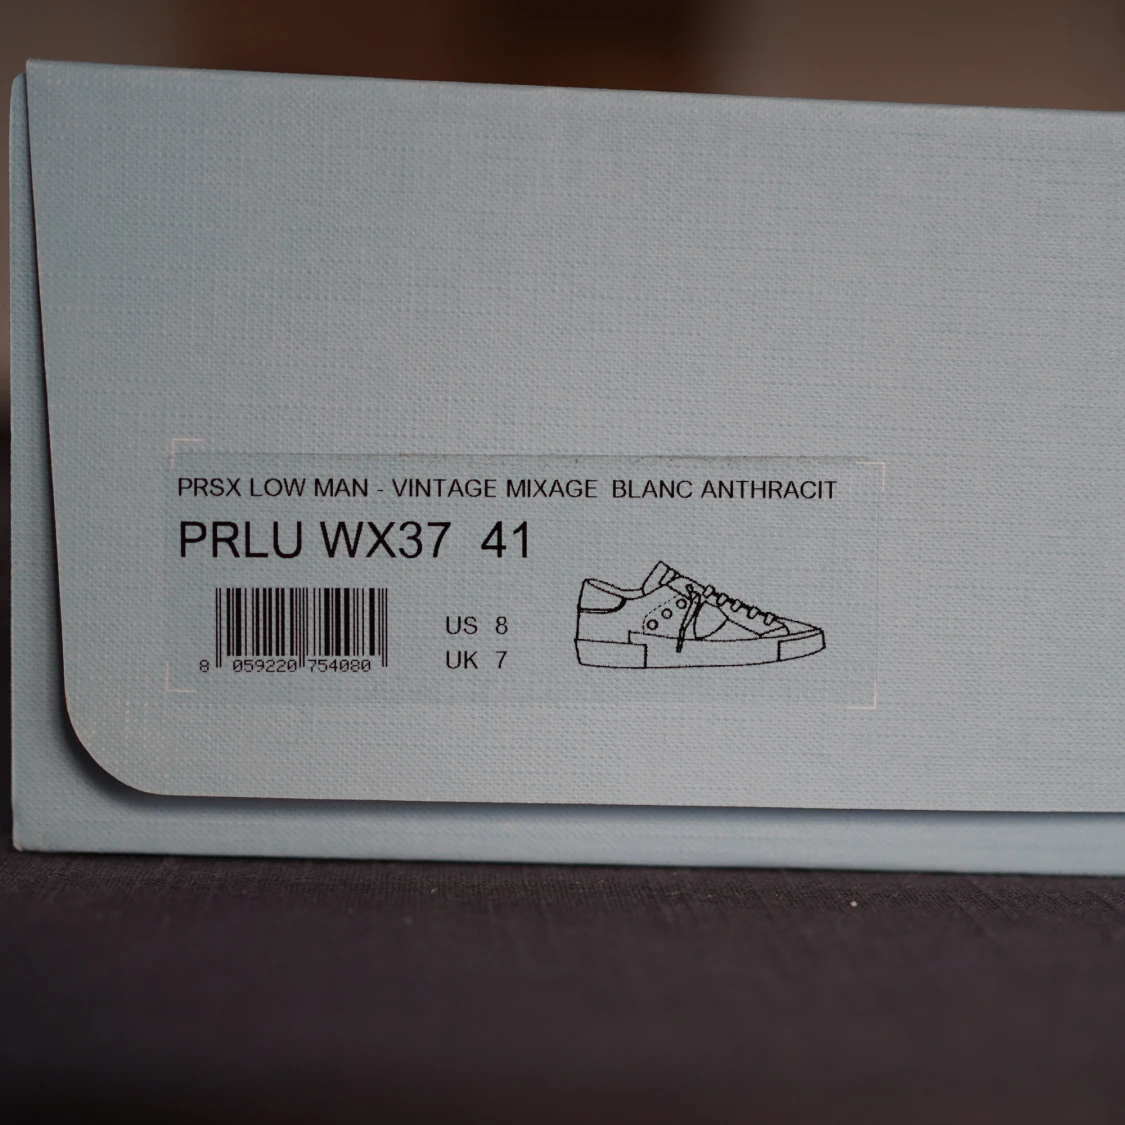 PRSX LOW MAN - VINTAGE MIXAGE  BLANC ANTHRACIT
PRLU WX37  41
US  8
UK  7
8 059220 754080